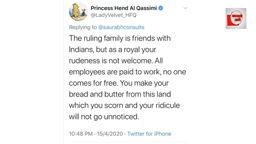 Princess Hend Al Qassimi
@LadyVelvet_HFQ
Replying to @saurabhconsults
The ruling family is friends with
Indians, but as a royal your
rudeness is not welcome. All
employees are paid to work, no one
comes for free. You make your
bread and butter from this land
which you scorn and your ridicule
will not go unnoticed.
10:48 PM · 15/4/2020 · Twitter for iPhone